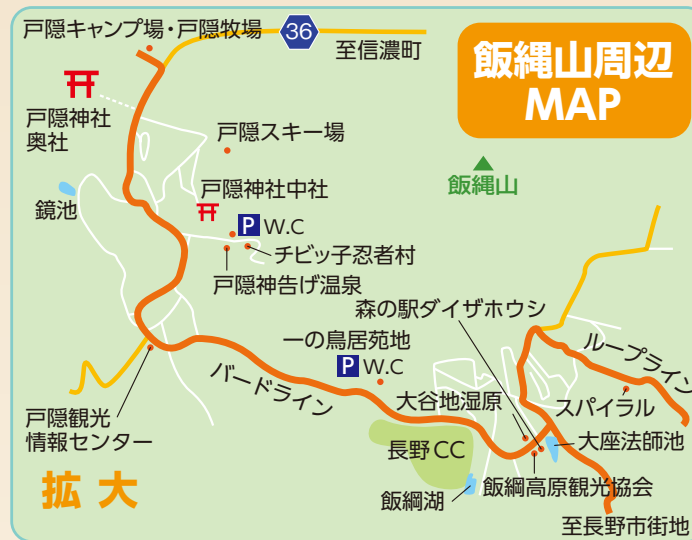 戸隠キャンプ場・戸隠牧場
36
至信濃町
飯縄山周辺
MAP
戸隠神社
奥社
戸隠スキー場
飯縄山
戸隠神社中社
鏡池
P W.C
チビッ子忍者村
戸隠神告げ温泉
森の駅ダイザホウシ
一の鳥居苑地
P W.C
ループライン
バードライン
スパイラル
大谷地湿原
戸隠観光
情報センター
長野CC
大座法師池
飯綱湖
飯綱高原観光協会
拡大
至長野市街地